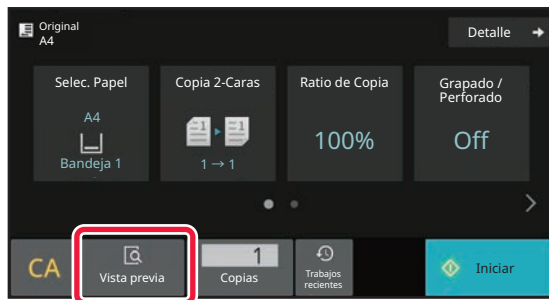 Original
A4
Detalle
Selec. Papel
A4
Bandeja 1
Copia 2-Caras
1 → 1
Ratio de Copia
100%
Grapado /
Perforado
Off
CA
Vista previa
1
Copias
Trabajos
recientes
Iniciar